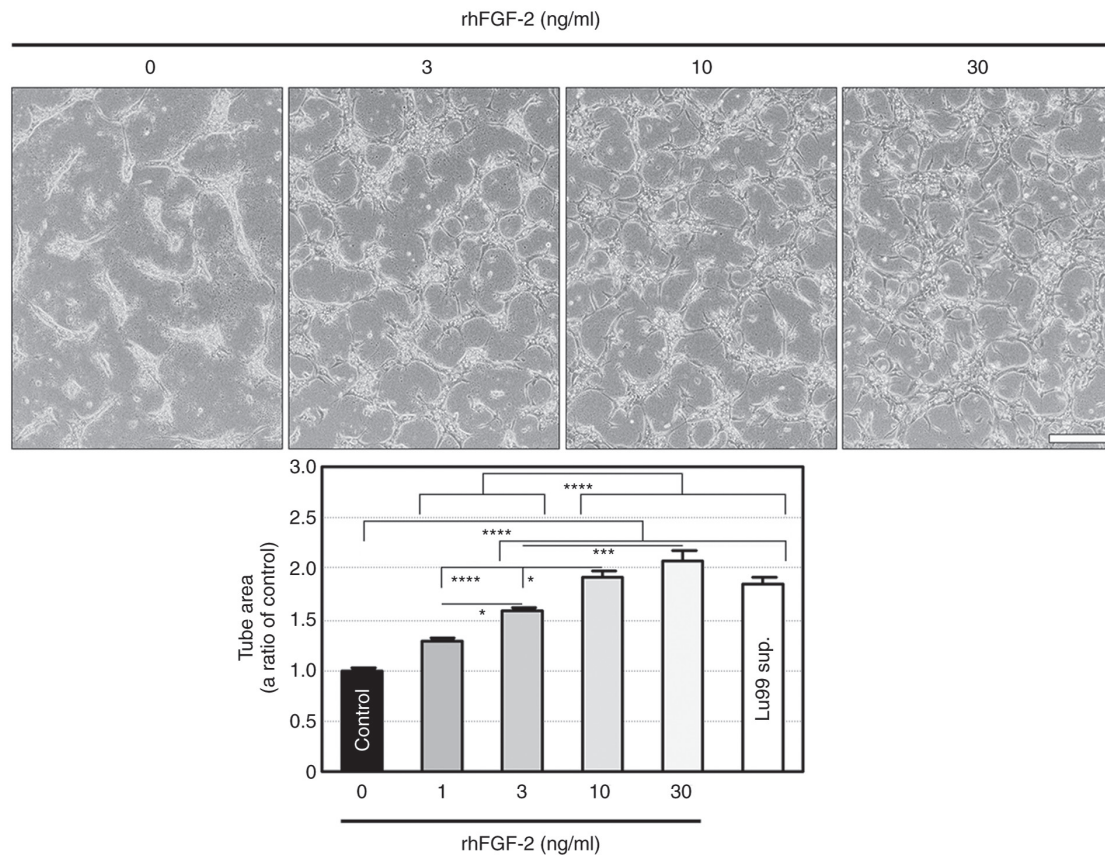 rhFGF-2 (ng/ml)
0 3 10 30
3.0
2.5
2.0
1.5
1.0
0.5
0
Tube area
(a ratio of control)
****
****
***
**** *
*
Control
Lu99 sup.
0 1 3 10 30
rhFGF-2 (ng/ml)